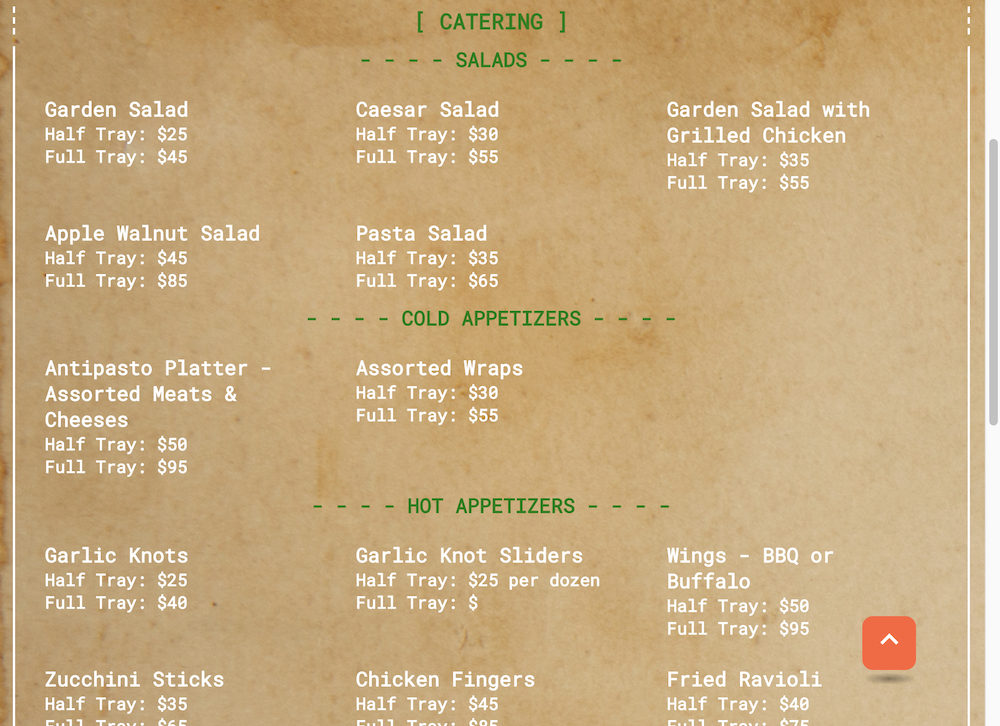 [ CATERING ]
- - - - SALADS - - - -
Garden Salad
Half Tray: $25
Full Tray: $45
Caesar Salad
Half Tray: $30
Full Tray: $55
Garden Salad with
Grilled Chicken
Half Tray: $35
Full Tray: $55
Apple Walnut Salad
Half Tray: $45
Full Tray: $85
Pasta Salad
Half Tray: $35
Full Tray: $65
- - - - COLD APPETIZERS - - - -
Antipasto Platter -
Assorted Meats &
Cheeses
Half Tray: $50
Full Tray: $95
Assorted Wraps
Half Tray: $30
Full Tray: $55
- - - - HOT APPETIZERS - - - -
Garlic Knots
Half Tray: $25
Full Tray: $40
Garlic Knot Sliders
Half Tray: $25 per dozen
Full Tray: $
Wings - BBQ or
Buffalo
Half Tray: $50
Full Tray: $95
Zucchini Sticks
Half Tray: $35
Full Tray: $65
Chicken Fingers
Half Tray: $45
Full Tray: $85
Fried Ravioli
Half Tray: $40
Full Tray: $75